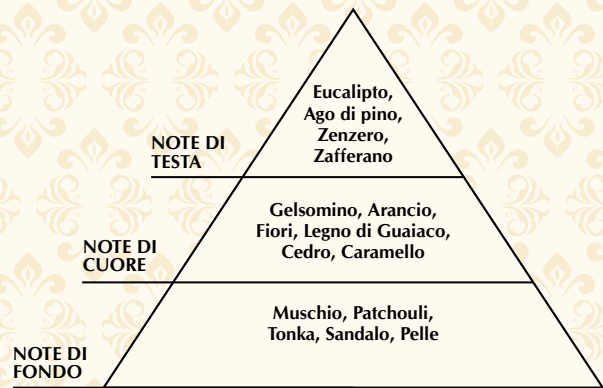 Eucalipto,
Ago di pino,
Zenzero,
Zafferano
NOTE DI
TESTA
Gelsomino, Arancio,
Fiori, Legno di Guaiaco,
Cedro, Caramello
NOTE DI
CUORE
Muschio, Patchouli,
Tonka, Sandalo, Pelle
NOTE DI
FONDO